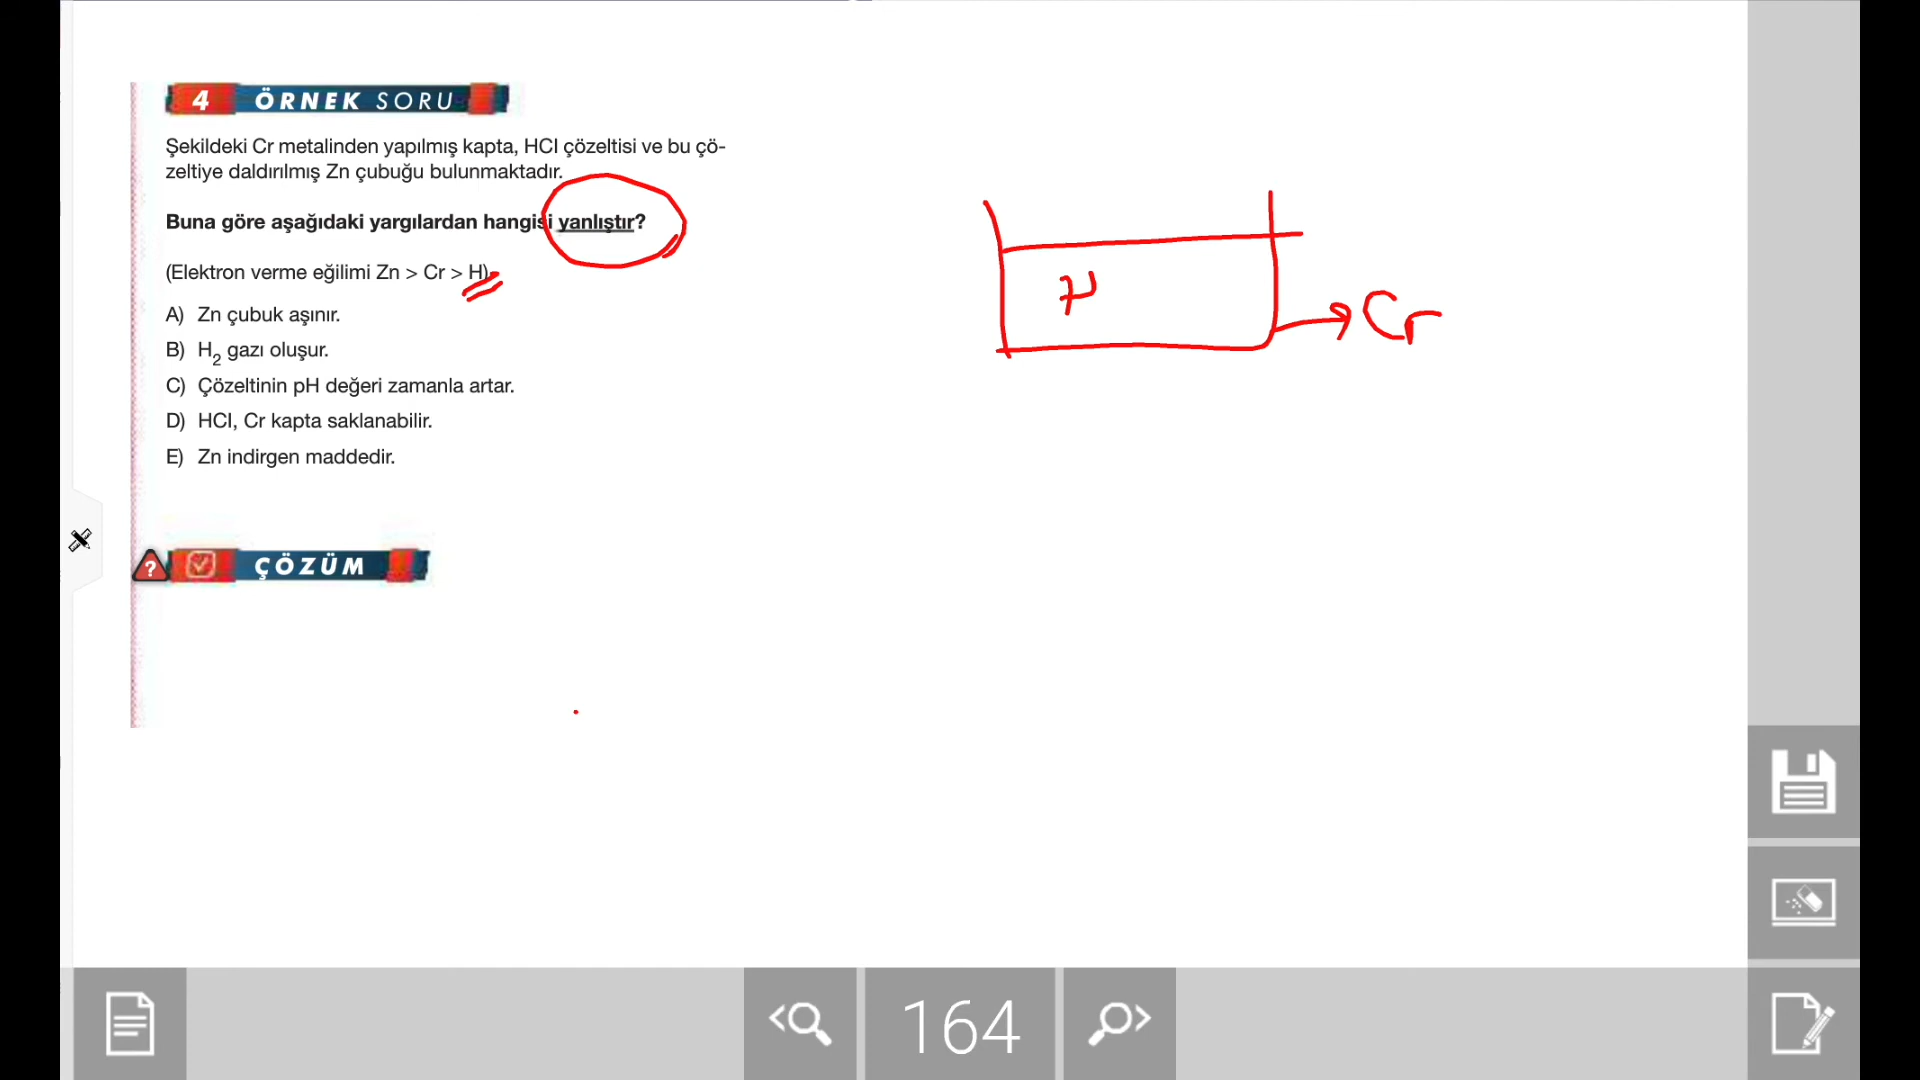 4 ÖRNEK SORU
Şekildeki Cr metalinden yapılmış kapta, HCI çözeltisi ve bu çö-
zeltiye daldırılmış Zn çubuğu bulunmaktadır.
Buna göre aşağıdaki yargılardan hangisi yanlıştır?
(Elektron verme eğilimi Zn > Cr > H)
A) Zn çubuk aşınır.
B) H2 gazı oluşur.
C) Çözeltinin pH değeri zamanla artar.
D) HCI, Cr kapta saklanabilir.
E) Zn indirgen maddedir.
H
Cr
? ÇÖZÜM
164